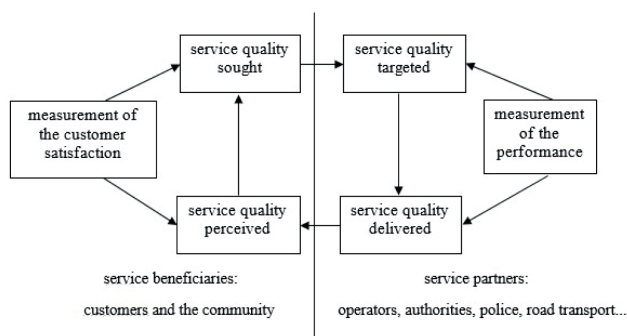 service quality
sought
service quality
targeted
measurement of
the customer
satisfaction
measurement
of the
performance
service quality
perceived
service quality
delivered
service beneficiaries:
customers and the community
service partners:
operators, authorities, police, road transport...